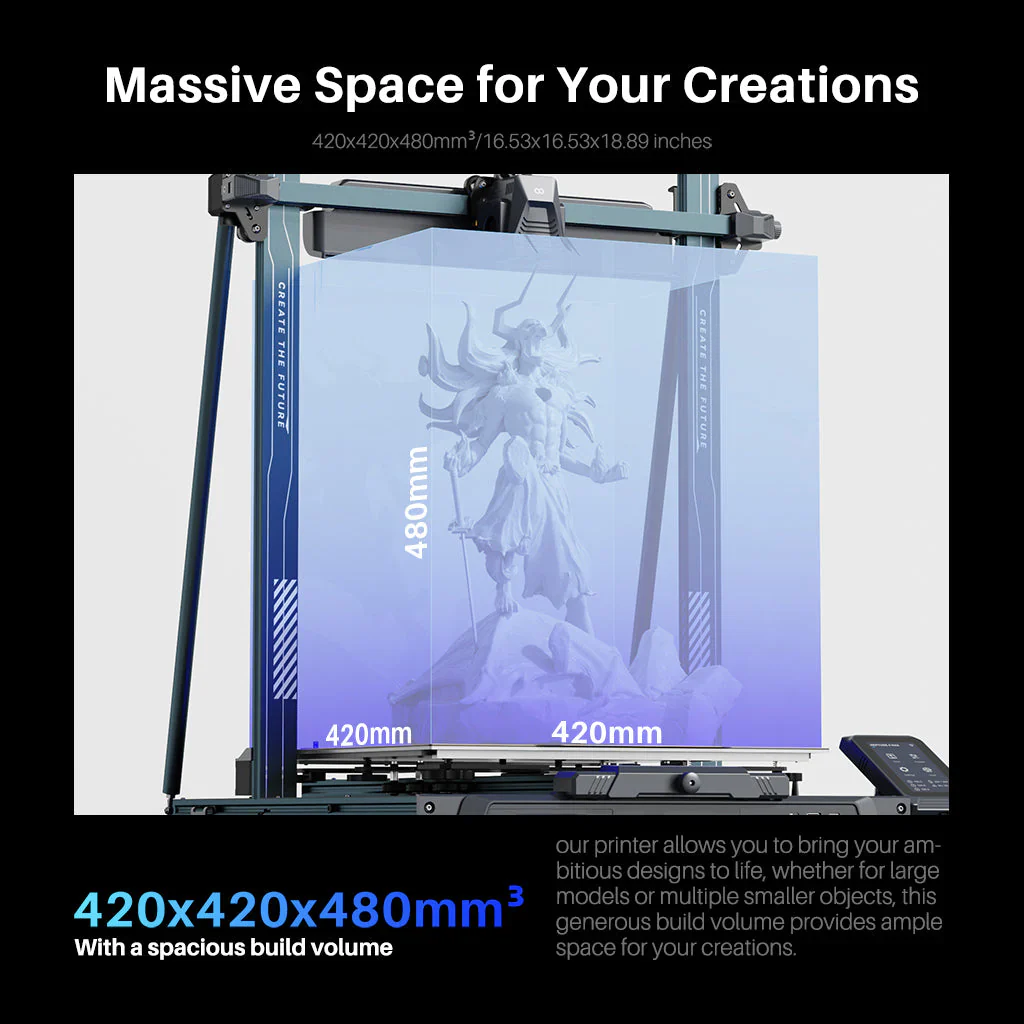 Massive Space for Your Creations
420x420x480mm³/16.53x16.53x18.89 inches
CREATE THE FUTURE
CREATE THE FUTURE
480mm
420mm
420mm
420x420x480mm³
With a spacious build volume
our printer allows you to bring your am-
bitious designs to life, whether for large
models or multiple smaller objects, this
generous build volume provides ample
space for your creations.